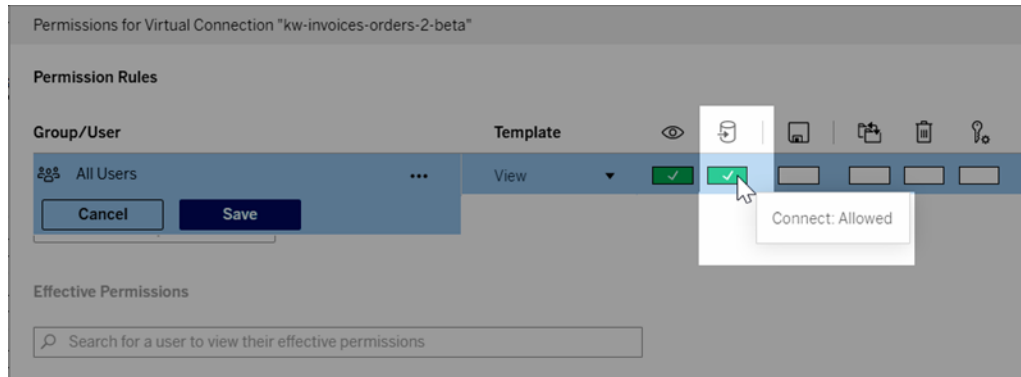 Permissions for Virtual Connection "kw-invoices-orders-2-beta"
Permission Rules
Group/User Template
All Users ••• View
Cancel Save
Connect: Allowed
Effective Permissions
Search for a user to view their effective permissions